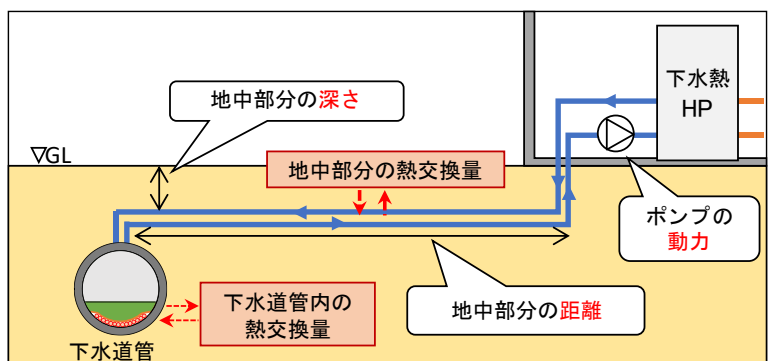 地中部分の深さ
下水熱
HP
▽GL
地中部分の熱交換量
ポンプの
動力
地中部分の距離
下水道管内の
熱交換量
下水道管